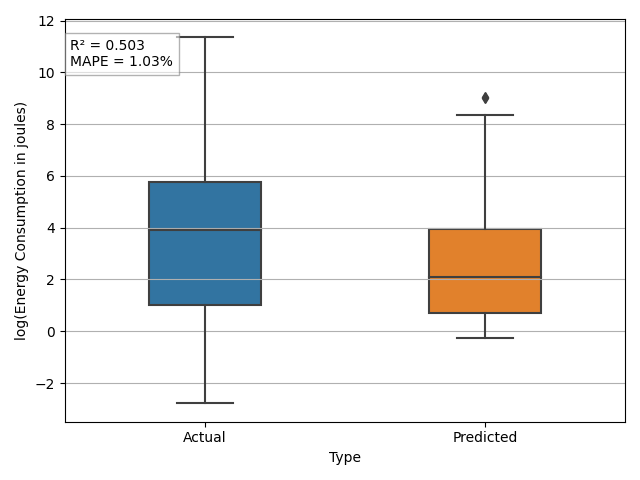 12
10
8
6
4
2
0
−2
log(Energy Consumption in joules)
R² = 0.503
MAPE = 1.03%
Actual
Predicted
Type